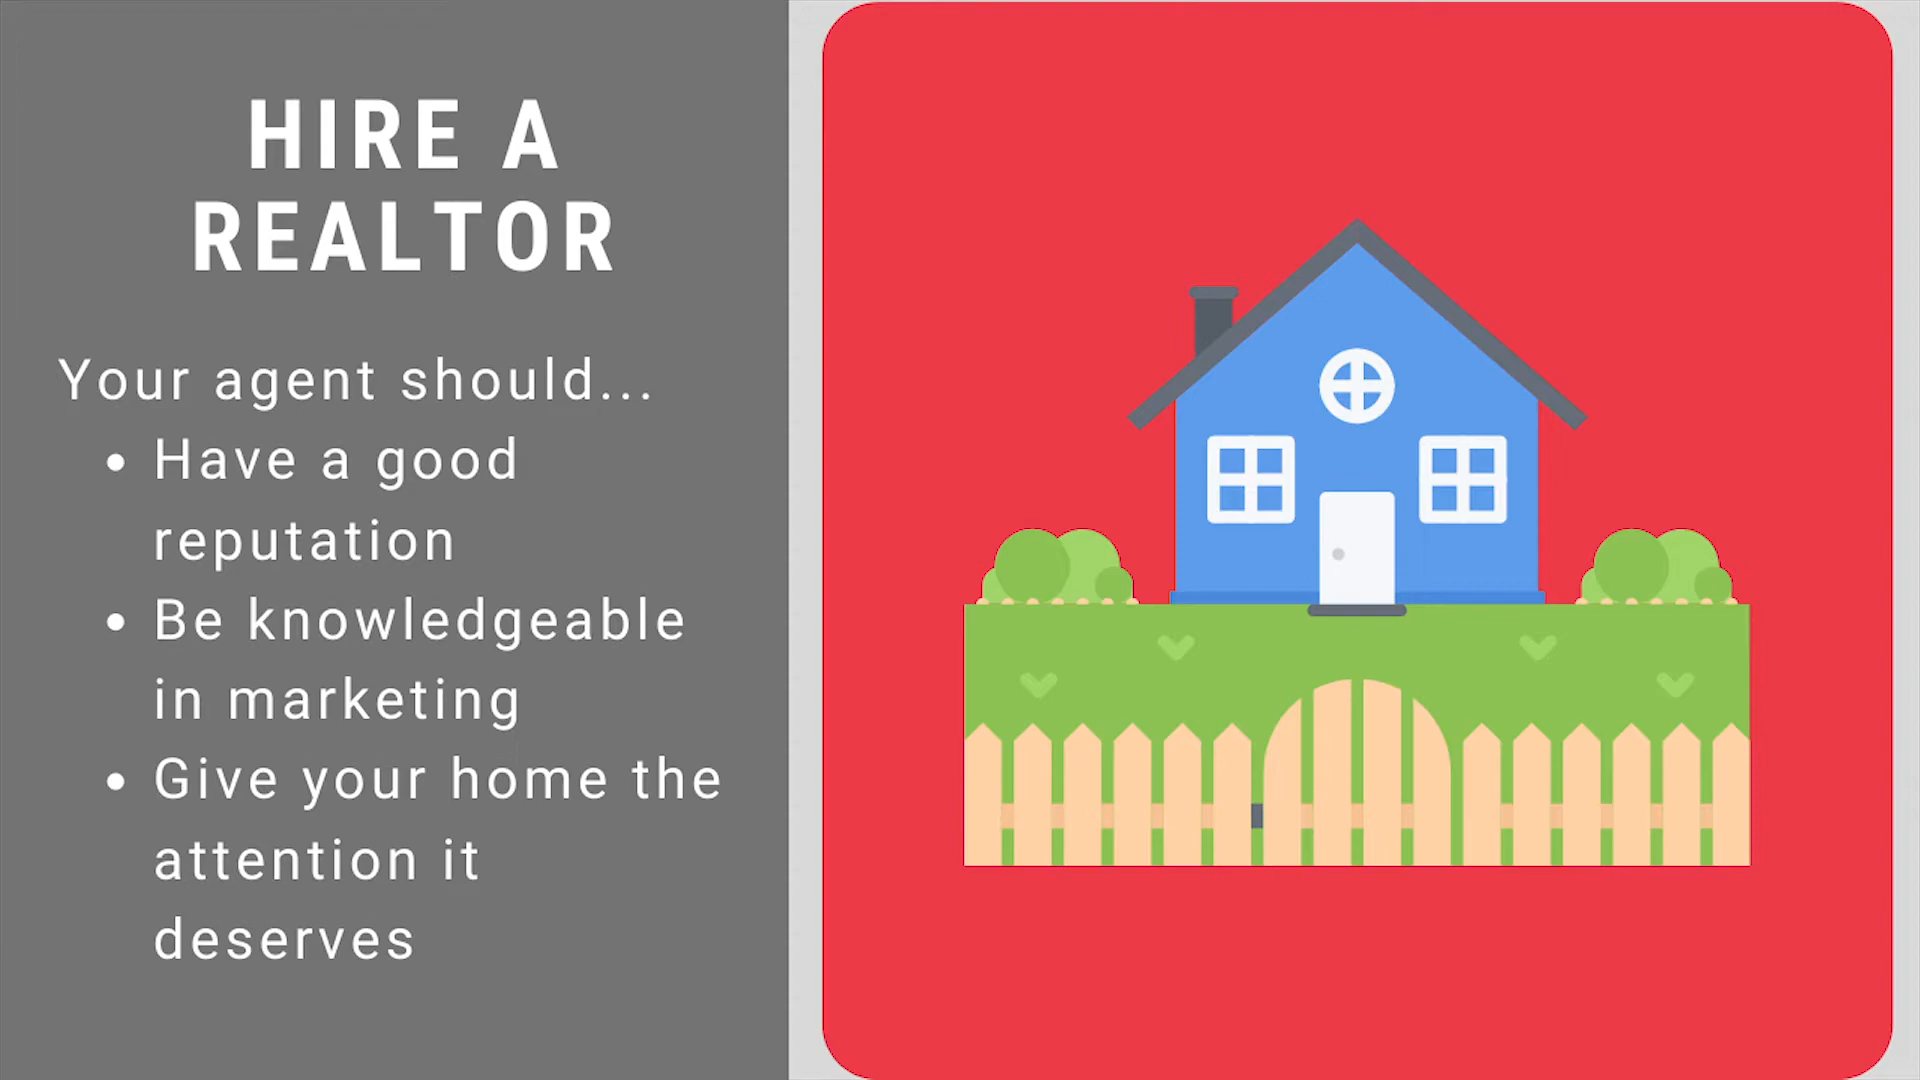 HIRE A
REALTOR
Your agent should...
• Have a good
reputation
• Be knowledgeable
in marketing
• Give your home the
attention it
deserves